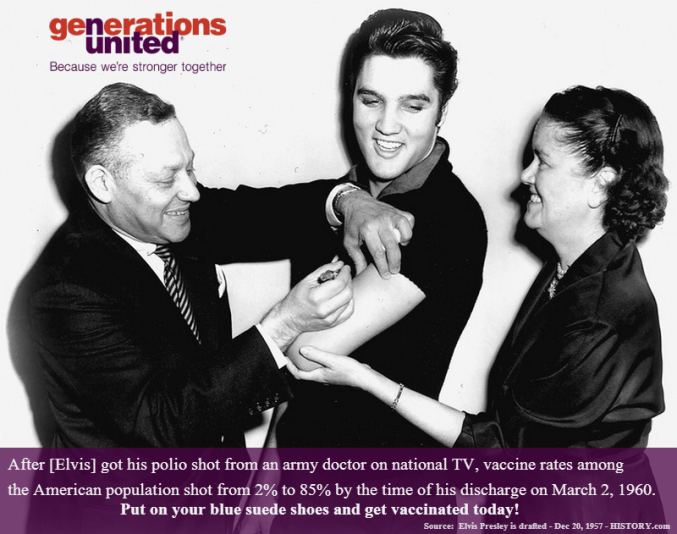 generations
united
Because we're stronger together
After [Elvis] got his polio shot from an army doctor on national TV, vaccine rates among
the American population shot from 2% to 85% by the time of his discharge on March 2, 1960.
Put on your blue suede shoes and get vaccinated today!
Source: Elvis Presley is drafted - Dec 20, 1957 - HISTORY.com